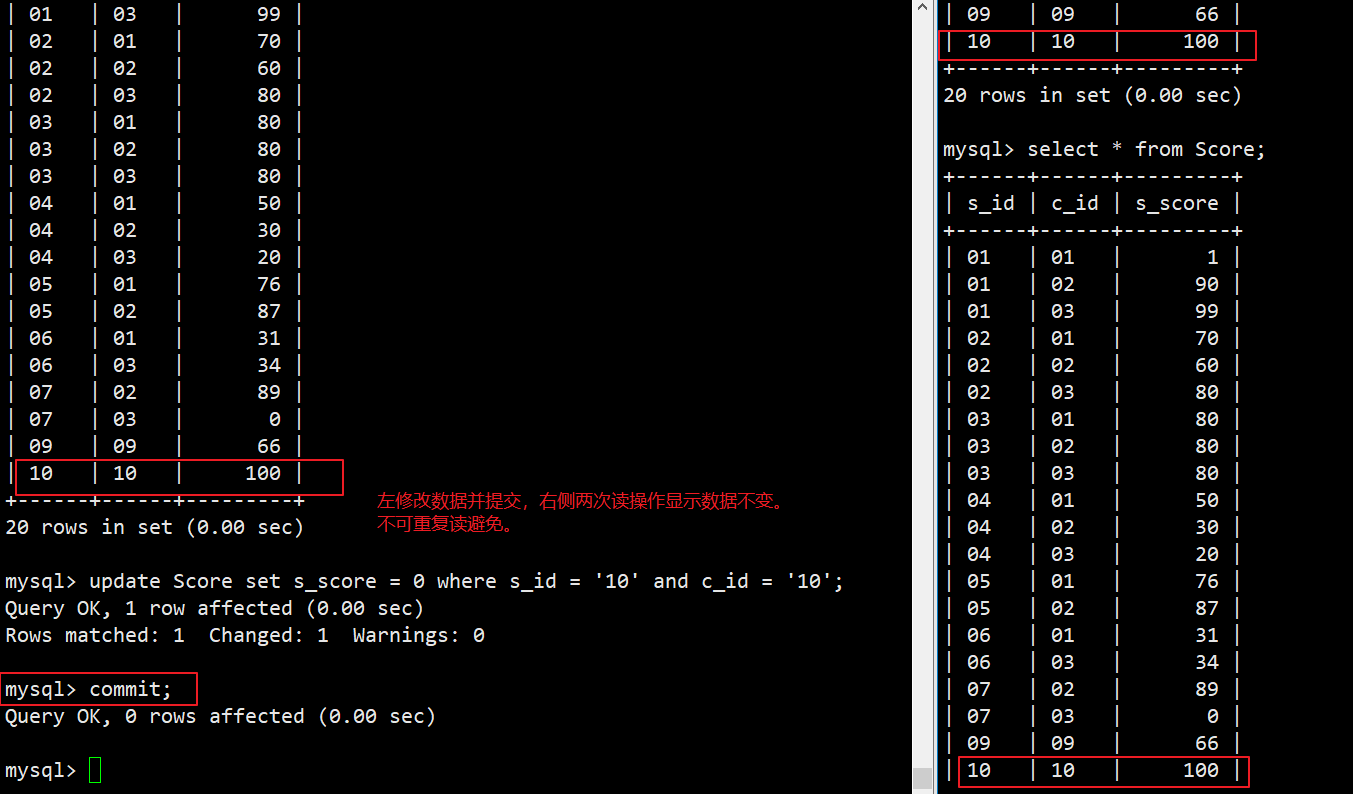 | 01   | 03   |      99 |
| 02   | 01   |      70 |
| 02   | 02   |      60 |
| 02   | 03   |      80 |
| 03   | 01   |      80 |
| 03   | 02   |      80 |
| 03   | 03   |      80 |
| 04   | 01   |      50 |
| 04   | 02   |      30 |
| 04   | 03   |      20 |
| 05   | 01   |      76 |
| 05   | 02   |      87 |
| 06   | 01   |      31 |
| 06   | 03   |      34 |
| 07   | 02   |      89 |
| 07   | 03   |       0 |
| 09   | 09   |      66 |
| 10   | 10   |     100 |
+------+------+---------+
20 rows in set (0.00 sec)
左修改数据并提交，右侧两次读操作显示数据不变。
不可重复读避免。
mysql> update Score set s_score = 0 where s_id = '10' and c_id = '10';
Query OK, 1 row affected (0.00 sec)
Rows matched: 1  Changed: 1  Warnings: 0
mysql> commit;
Query OK, 0 rows affected (0.00 sec)
mysql>
| 09   | 09   |      66 |
| 10   | 10   |     100 |
+------+------+---------+
20 rows in set (0.00 sec)
mysql> select * from Score;
+------+------+---------+
| s_id | c_id | s_score |
+------+------+---------+
| 01   | 01   |       1 |
| 01   | 02   |      90 |
| 01   | 03   |      99 |
| 02   | 01   |      70 |
| 02   | 02   |      60 |
| 02   | 03   |      80 |
| 03   | 01   |      80 |
| 03   | 02   |      80 |
| 03   | 03   |      80 |
| 04   | 01   |      50 |
| 04   | 02   |      30 |
| 04   | 03   |      20 |
| 05   | 01   |      76 |
| 05   | 02   |      87 |
| 06   | 01   |      31 |
| 06   | 03   |      34 |
| 07   | 02   |      89 |
| 07   | 03   |       0 |
| 09   | 09   |      66 |
| 10   | 10   |     100 |